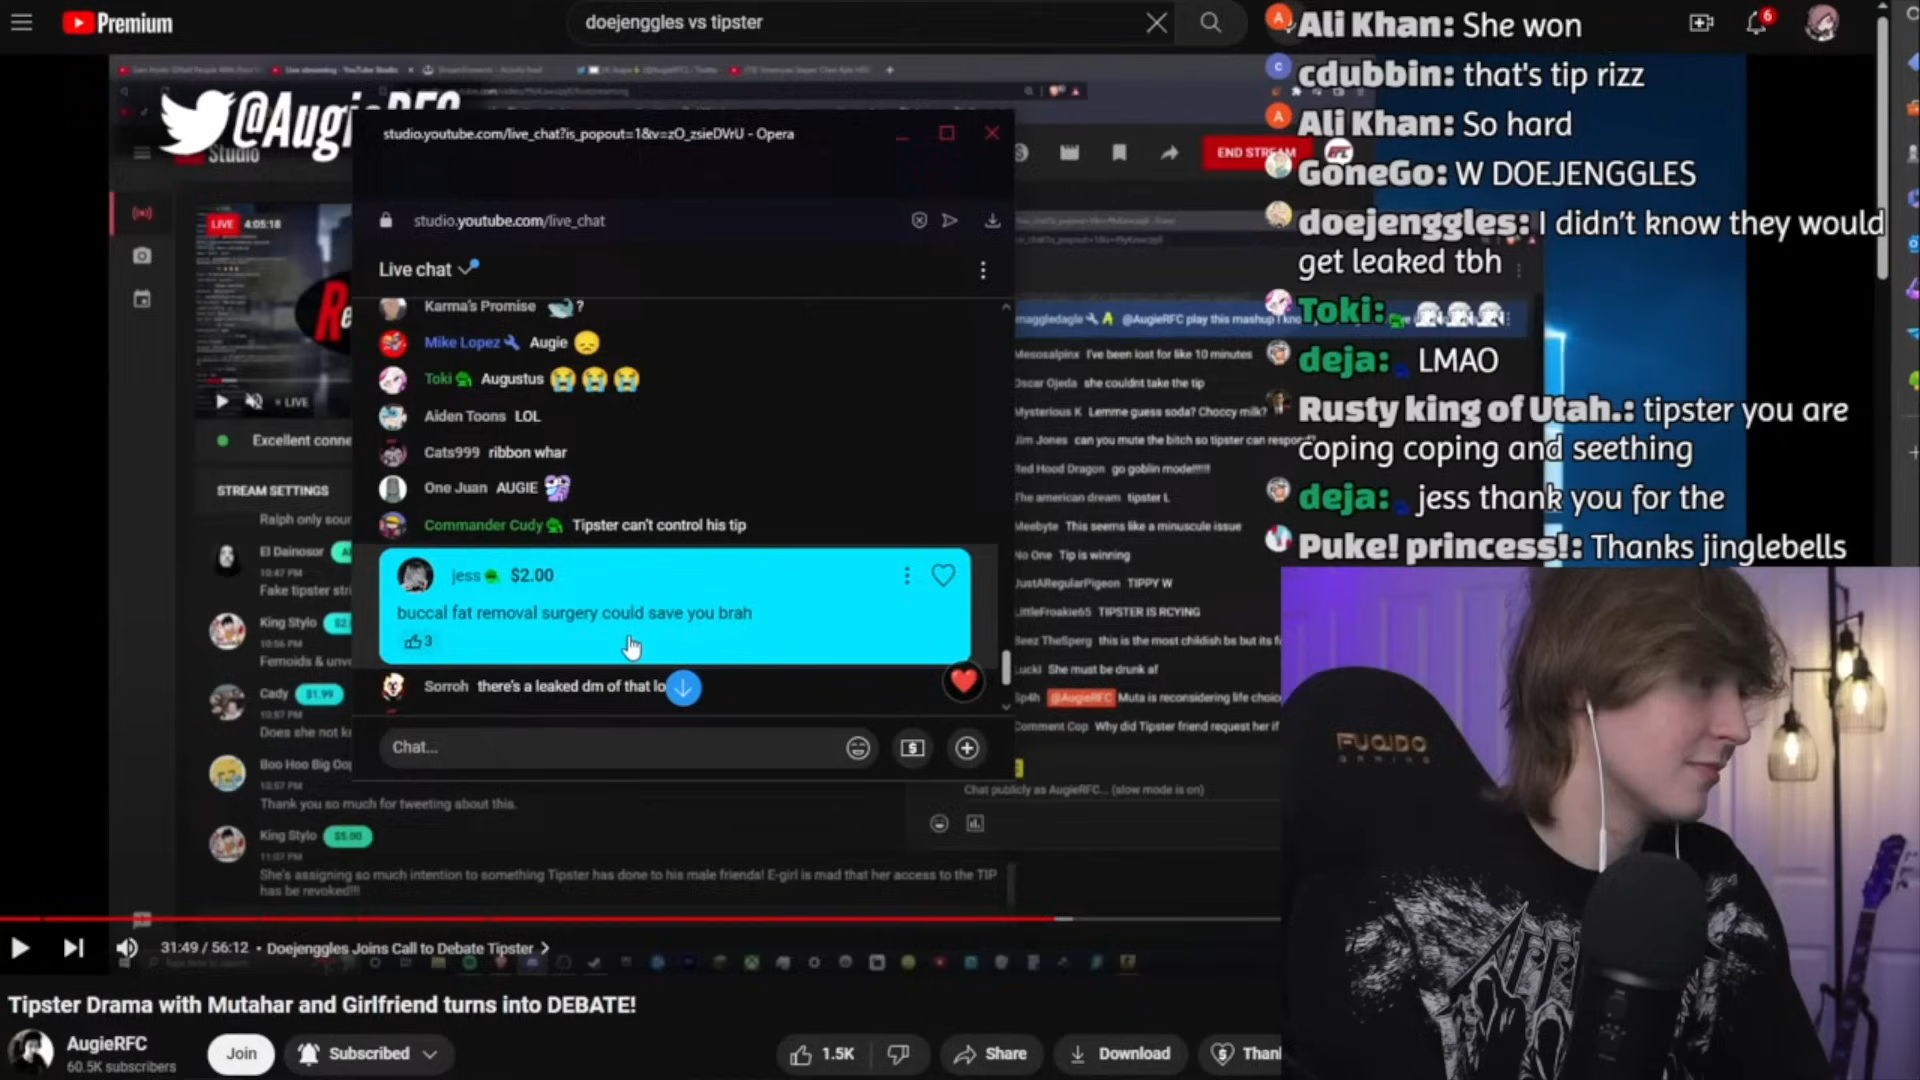 Premium
doejenggles vs tipster
6
@Augi
studio.youtube.com/live_chat?is_popout=1&v=zO_zsieDVrU - Opera
Studio
END STREAM
studio.youtube.com/live_chat
LIVE 4:05:18
Live chat
Karma's Promise ?
Mike Lopez Augie
Toki Augustus
Aiden Toons LOL
Cats999 ribbon whar
One Juan AUGIE
Commander Cudy Tipster can't control his tip
jess $2.00
buccal fat removal surgery could save you brah
3
Sorroh there's a leaked dm of that lo
Chat...
LIVE
Excellent conne
STREAM SETTINGS
Ralph only sour
El Dainosor
10:47 PM
Fake tipster stri
King Stylo
10:56 PM
Femoids & unv
Cady $1.99
10:57 PM
Does she not k
Boo Hoo Big Oo
10:57 PM
Thank you so much for tweeting about this.
King Stylo $5.00
11:07 PM
She's assigning so much intention to something Tipster has done to his male friends! E-girl is mad that her access to the TIP
has be revoked!!!
maggledagle @AugieRFC play this mashup I kno
Mesosalpinx I've been lost for like 10 minutes
Oscar Ojeda she couldnt take the tip
Mysterious K Lemme guess soda? Choccy milk?
Jim Jones can you mute the bitch so tipster can respond
Red Hood Dragon go goblin mode!!!!!!
The american dream tipster L
Meebyte This seems like a minuscule issue
No One Tip is winning
JustARegularPigeon TIPPY W
LittleFroakie65 TIPSTER IS RCYING
Beez TheSperg this is the most childish bs but its f
Lucki She must be drunk af
Sp4h @AugieRFC Muta is reconsidering life choic
Comment Cop Why did Tipster friend request her if
Chat publicly as AugieRFC... (slow mode is on)
Ali Khan: She won
cdubbin: that's tip rizz
Ali Khan: So hard
GoneGo: W DOEJENGGLES
doejenggles: I didn't know they would
get leaked tbh
Toki:
deja: LMAO
Rusty king of Utah.: tipster you are
coping coping and seething
deja: jess thank you for the
Puke! princess!: Thanks jinglebells
FUQIDO
GAMING
31:49 / 56:12 • Doejenggles Joins Call to Debate Tipster
Tipster Drama with Mutahar and Girlfriend turns into DEBATE!
AugieRFC
60.5K subscribers
Join
Subscribed
1.5K
Share
Download
Than